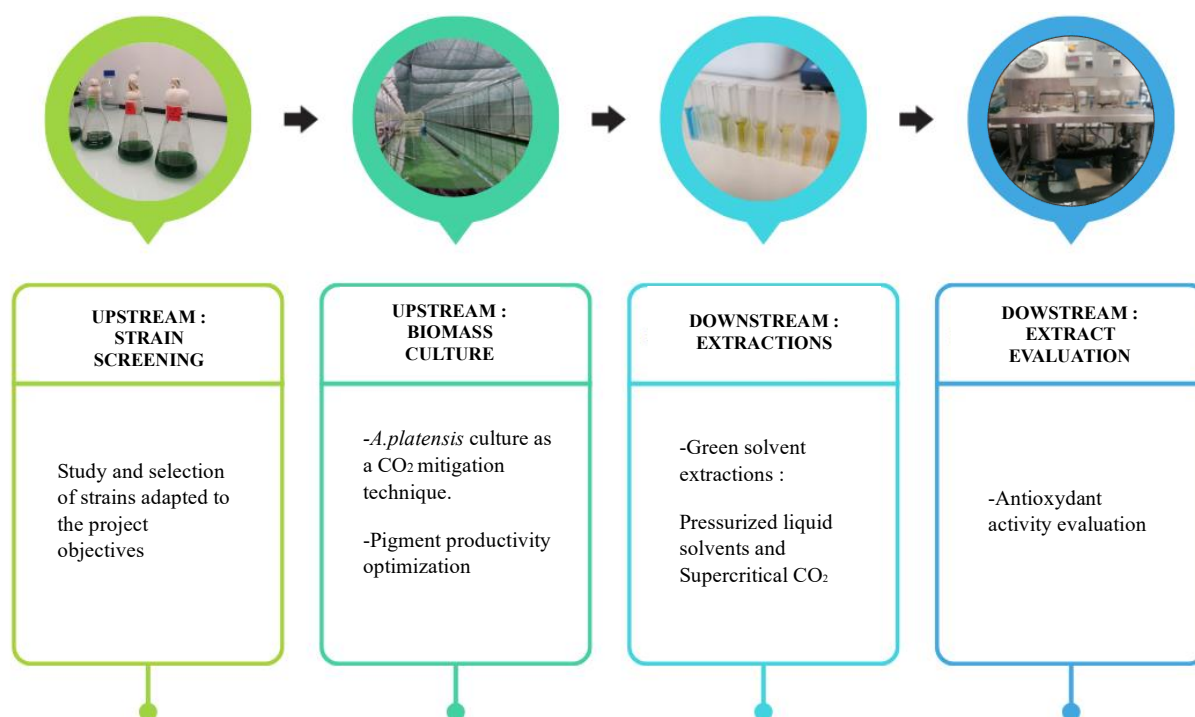 UPSTREAM :
STRAIN
SCREENING
Study and selection
of strains adapted to
the project
objectives
UPSTREAM :
BIOMASS
CULTURE
-A.platensis culture as
a CO2 mitigation
technique.
-Pigment productivity
optimization
DOWNSTREAM :
EXTRACTIONS
-Green solvent
extractions :
Pressurized liquid
solvents and
Supercritical CO2
DOWSTREAM :
EXTRACT
EVALUATION
-Antioxydant
activity evaluation